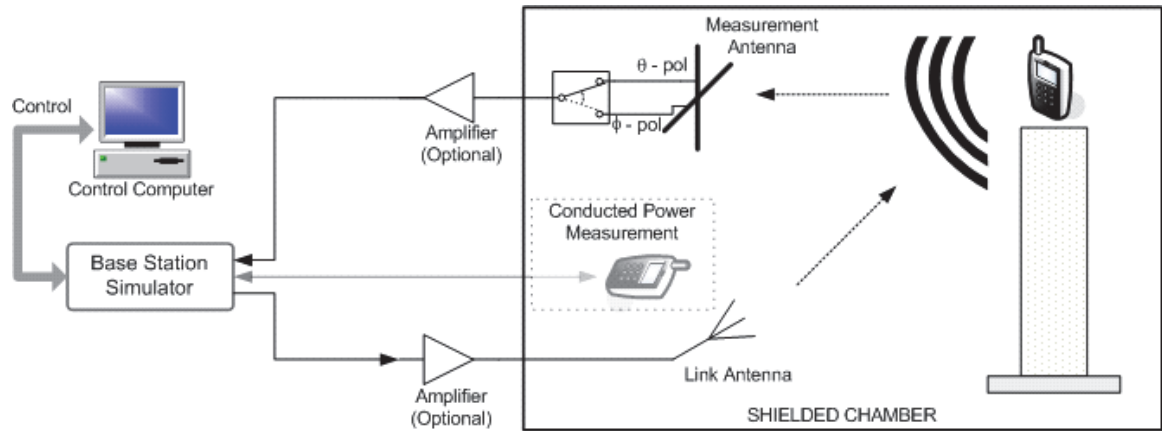 Measurement
Antenna
θ - pol
Control
ϕ - pol
Amplifier
(Optional)
Control Computer
Conducted Power
Measurement
Base Station
Simulator
Link Antenna
Amplifier
(Optional)
SHIELDED CHAMBER